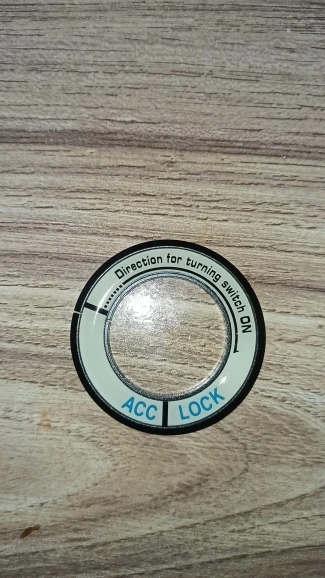 Direction for turning switch ON
ACC
LOCK